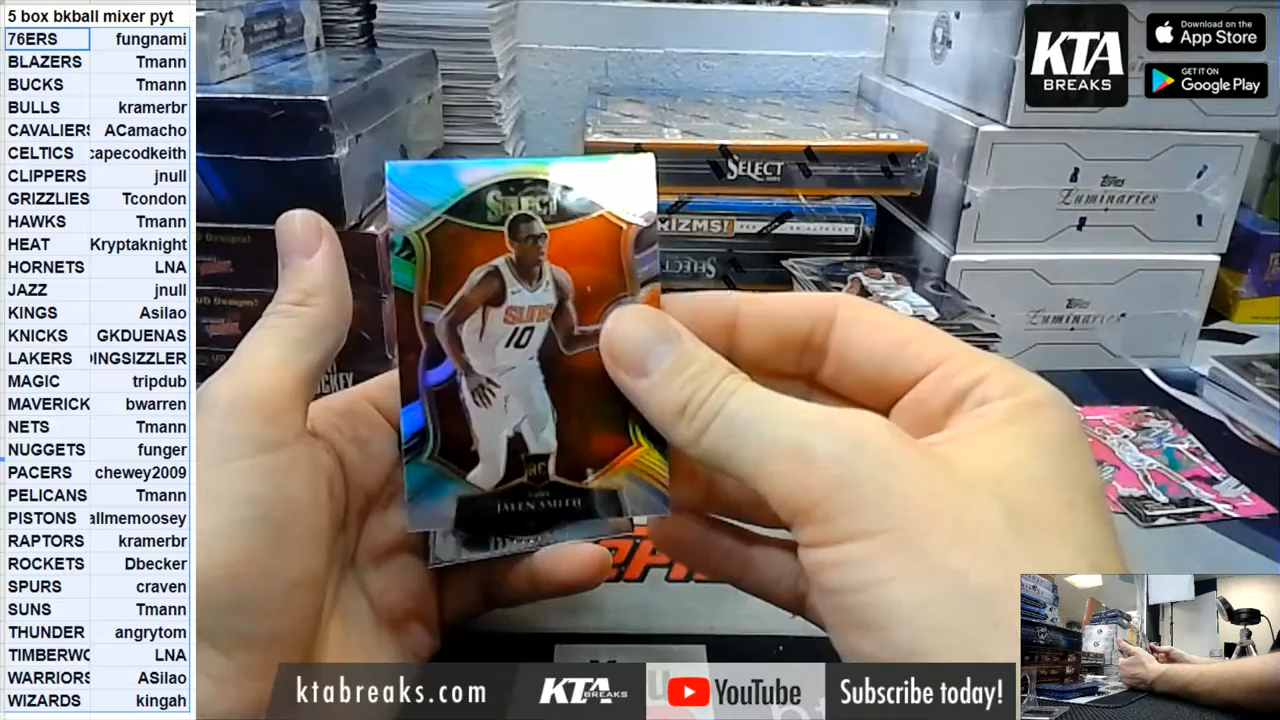 5 box bkball mixer pyt
76ERS fungnami
BLAZERS Tmann
BUCKS Tmann
BULLS kramerbr
CAVALIERS ACamacho
CELTICS capecodkeith
CLIPPERS jnull
GRIZZLIES Tcondon
HAWKS Tmann
HEAT Kryptaknight
HORNETS LNA
JAZZ jnull
KINGS Asilao
KNICKS GKDUENAS
LAKERS INGSIZZLER
MAGIC tripdub
MAVERICK bwarren
NETS Tmann
NUGGETS funger
PACERS chewey2009
PELICANS Tmann
PISTONS allmemoosey
RAPTORS kramerbr
ROCKETS Dbecker
SPURS craven
SUNS Tmann
THUNDER angrytom
TIMBERWO LNA
WARRIORS ASilao
WIZARDS kingah
KTA
BREAKS
Download on the
App Store
GET IT ON
Google Play
SELECT
RIZMS!
SELECT
topps
Luminaries
topps
Luminaries
SELECT
SUNS
10
RC
JALEN SMITH
ktabreaks.com
KTA
BREAKS
YouTube
Subscribe today!